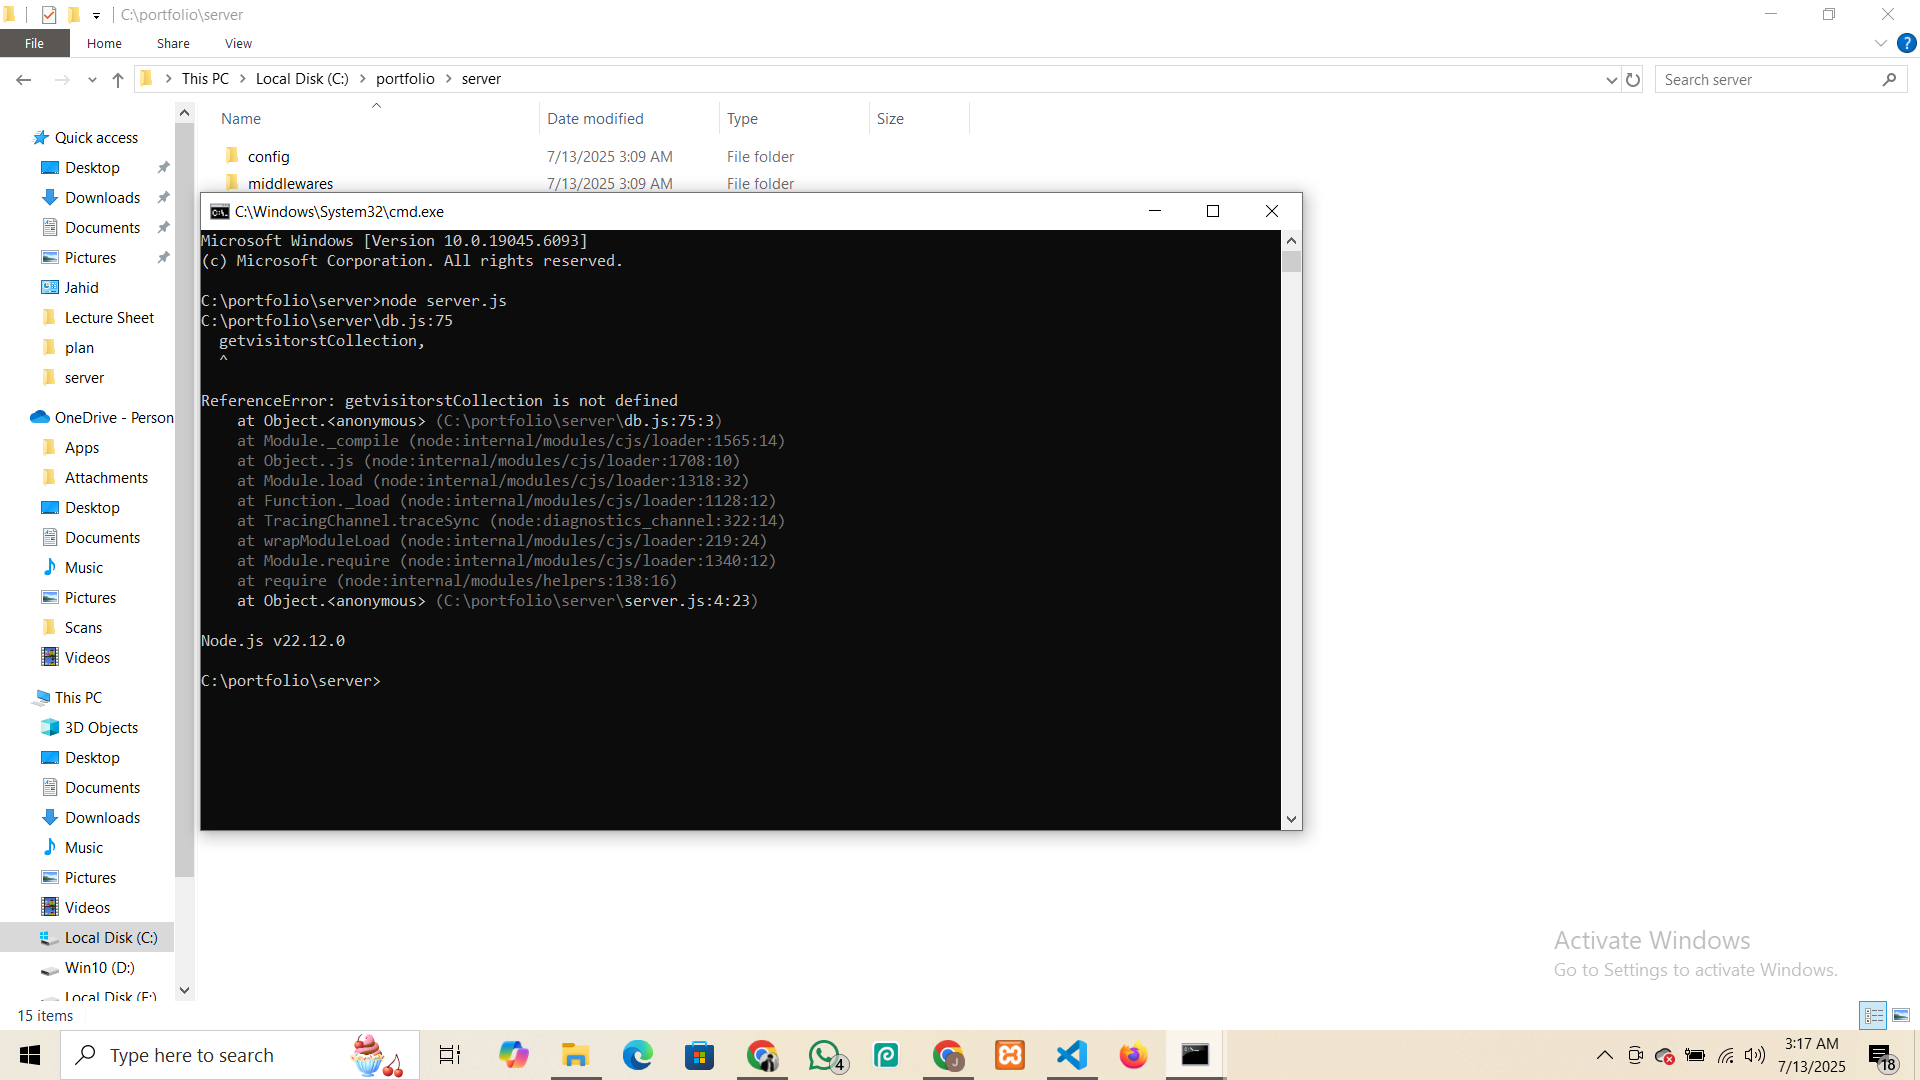 C:\portfolio\server
File Home Share View
This PC Local Disk (C:) portfolio server
Search server
Name Date modified Type Size
config 7/13/2025 3:09 AM File folder
middlewares 7/13/2025 3:09 AM File folder
Quick access
Desktop
Downloads
Documents
Pictures
Jahid
Lecture Sheet
plan
server
OneDrive - Person
Apps
Attachments
Desktop
Documents
Music
Pictures
Scans
Videos
This PC
3D Objects
Desktop
Documents
Downloads
Music
Pictures
Videos
Local Disk (C:)
Win10 (D:)
Local Disk (E:)
15 items
C:\Windows\System32\cmd.exe
Microsoft Windows [Version 10.0.19045.6093]
(c) Microsoft Corporation. All rights reserved.
C:\portfolio\server>node server.js
C:\portfolio\server\db.js:75
getvisitorstCollection,
^
ReferenceError: getvisitorstCollection is not defined
at Object.<anonymous> (C:\portfolio\server\db.js:75:3)
at Module._compile (node:internal/modules/cjs/loader:1565:14)
at Object..js (node:internal/modules/cjs/loader:1708:10)
at Module.load (node:internal/modules/cjs/loader:1318:32)
at Function._load (node:internal/modules/cjs/loader:1128:12)
at TracingChannel.traceSync (node:diagnostics_channel:322:14)
at wrapModuleLoad (node:internal/modules/cjs/loader:219:24)
at Module.require (node:internal/modules/cjs/loader:1340:12)
at require (node:internal/modules/helpers:138:16)
at Object.<anonymous> (C:\portfolio\server\server.js:4:23)
Node.js v22.12.0
C:\portfolio\server>
Activate Windows
Go to Settings to activate Windows.
Type here to search
4
J
3:17 AM
7/13/2025
18